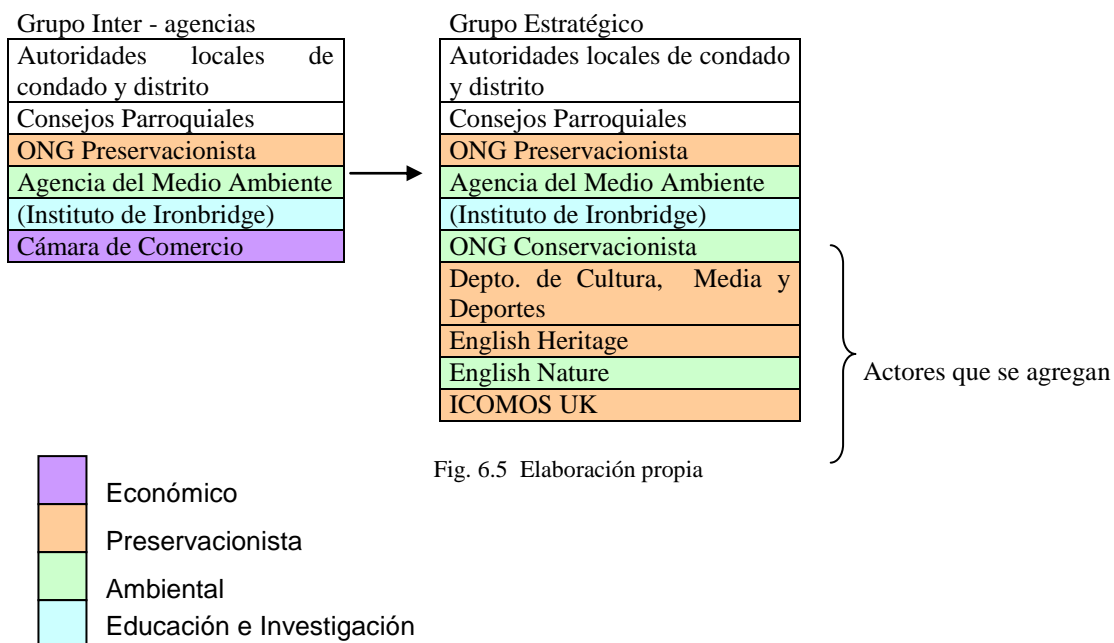 Grupo Inter - agencias
Autoridades locales de
condado y distrito
Consejos Parroquiales
ONG Preservacionista
Agencia del Medio Ambiente
(Instituto de Ironbridge)
Cámara de Comercio
Grupo Estratégico
Autoridades locales de condado
y distrito
Consejos Parroquiales
ONG Preservacionista
Agencia del Medio Ambiente
(Instituto de Ironbridge)
ONG Conservacionista
Depto. de Cultura, Media y
Deportes
English Heritage
English Nature
ICOMOS UK
Actores que se agregan
Fig. 6.5 Elaboración propia
Económico
Preservacionista
Ambiental
Educación e Investigación